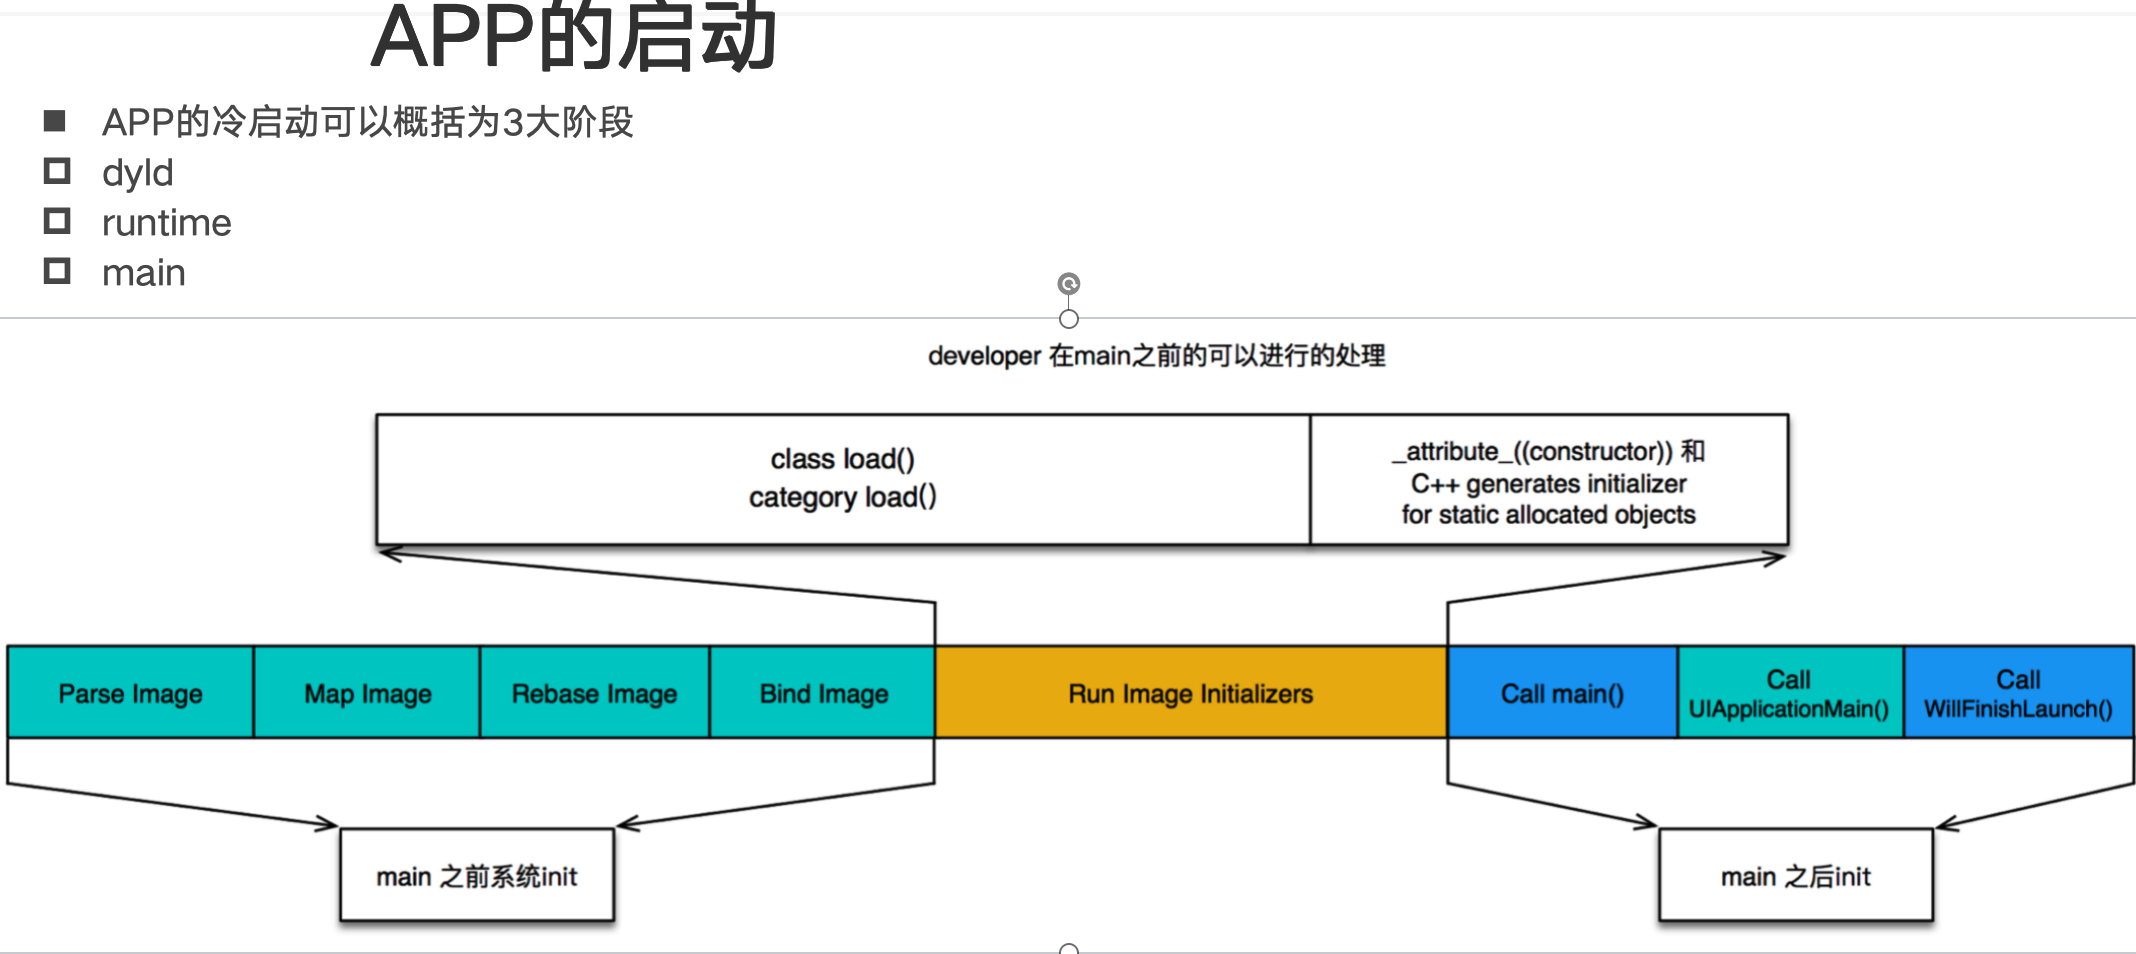 APP的启动
APP的冷启动可以概括为3大阶段
dyld
runtime
main
developer 在main之前的可以进行的处理
class load()
category load()
_attribute_((constructor)) 和
C++ generates initializer
for static allocated objects
Parse Image
Map Image
Rebase Image
Bind Image
Run Image Initializers
Call main()
Call
UIApplicationMain()
Call
WillFinishLaunch()
main 之前系统init
main 之后init